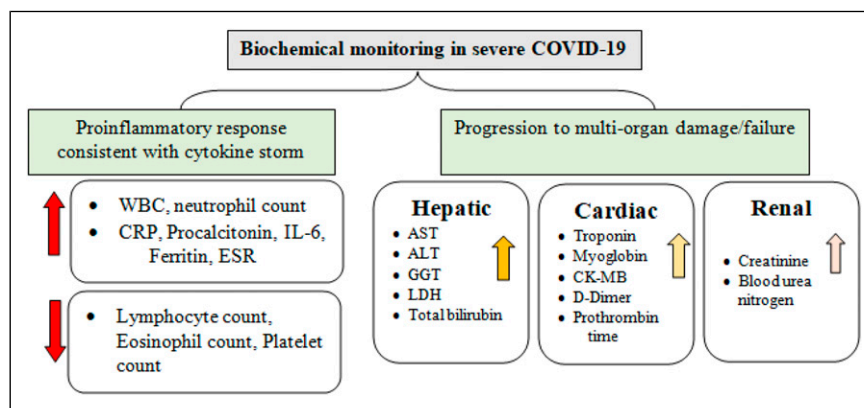 Biochemical monitoring in severe COVID-19
Proinflammatory response
consistent with cytokine storm
• WBC, neutrophil count
• CRP, Procalcitonin, IL-6,
Ferritin, ESR
• Lymphocyte count,
Eosinophil count, Platelet
count
Progression to multi-organ damage/failure
Hepatic
• AST
• ALT
• GGT
• LDH
• Total bilirubin
Cardiac
• Troponin
• Myoglobin
• CK-MB
• D-Dimer
• Prothrombin
time
Renal
• Creatinine
• Blood urea
nitrogen